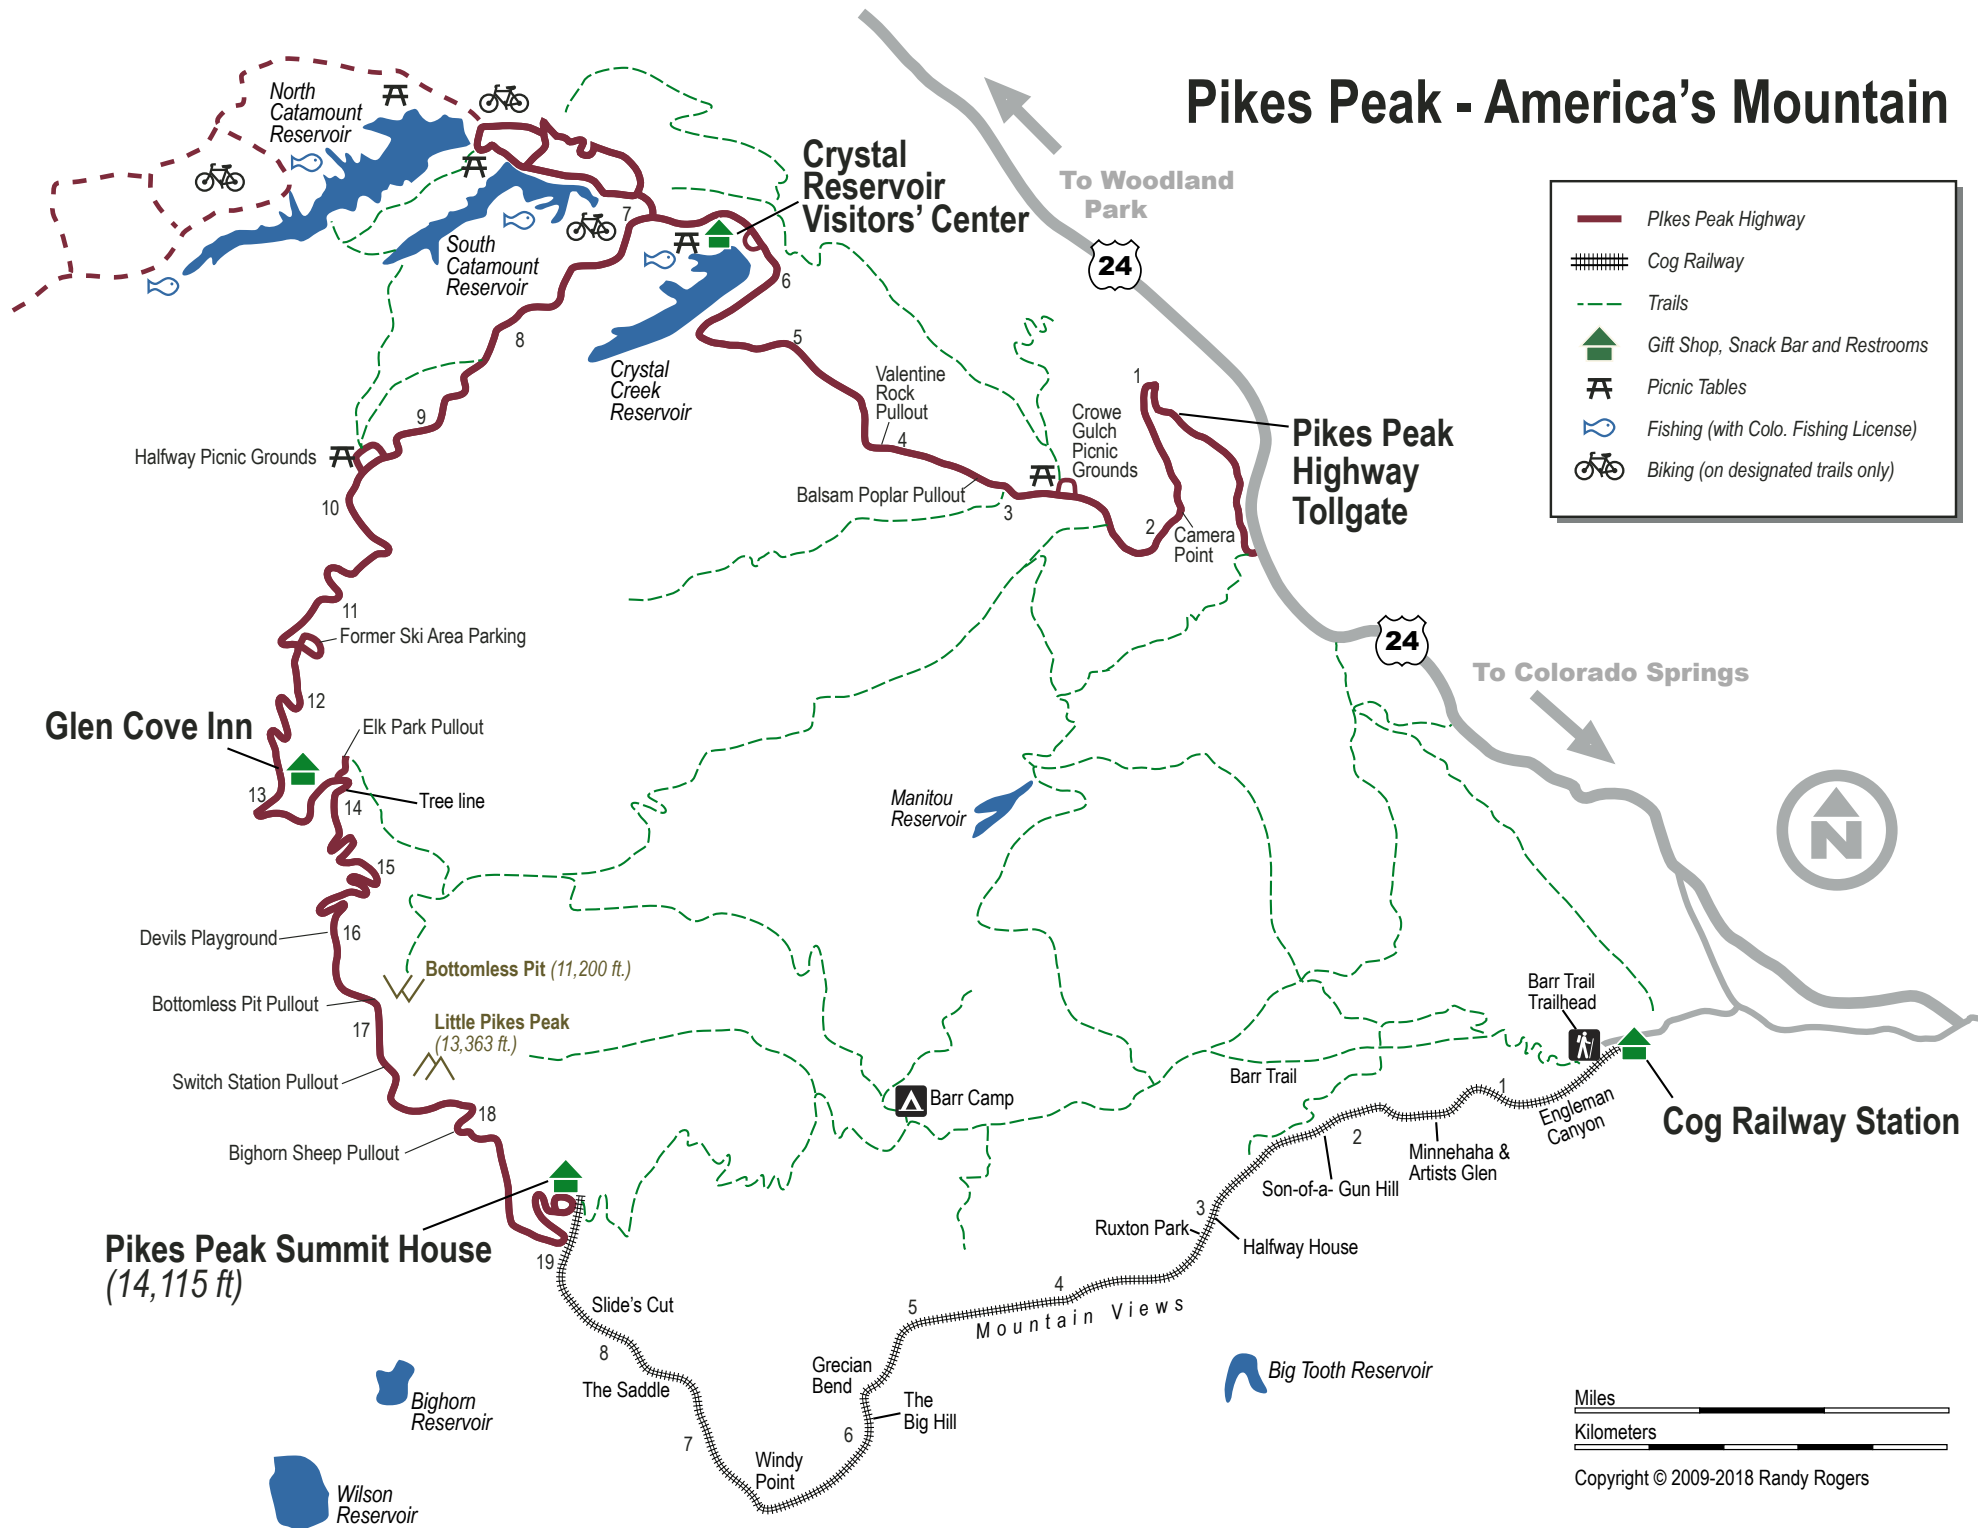 Pikes Peak - America's Mountain
PIkes Peak Highway
Cog Railway
Trails
Gift Shop, Snack Bar and Restrooms
Picnic Tables
Fishing (with Colo. Fishing License)
Biking (on designated trails only)
North
Catamount
Reservoir
South
Catamount
Reservoir
Crystal
Reservoir
Visitors' Center
To Woodland
Park
24
7
6
5
8
Crystal
Creek
Reservoir
Valentine
Rock
Pullout
4
1
Crowe
Gulch
Picnic
Grounds
Pikes Peak
Highway
Tollgate
9
Halfway Picnic Grounds
10
Balsam Poplar Pullout
3
2
Camera
Point
11
Former Ski Area Parking
24
To Colorado Springs
12
Glen Cove Inn
Elk Park Pullout
13
14
Tree line
Manitou
Reservoir
N
15
16
Devils Playground
Bottomless Pit (11,200 ft.)
Bottomless Pit Pullout
17
Little Pikes Peak
(13,363 ft.)
Switch Station Pullout
18
Bighorn Sheep Pullout
Barr Camp
Barr Trail
Barr Trail
Trailhead
Cog Railway Station
1
Engleman
Canyon
2
Minnehaha &
Artists Glen
Son-of-a- Gun Hill
3
Ruxton Park
Halfway House
Pikes Peak Summit House
(14,115 ft)
19
4
Mountain Views
5
Slide's Cut
8
The Saddle
Grecian
Bend
The
Big Hill
6
7
Windy
Point
Big Tooth Reservoir
Bighorn
Reservoir
Wilson
Reservoir
Miles
Kilometers
Copyright © 2009-2018 Randy Rogers